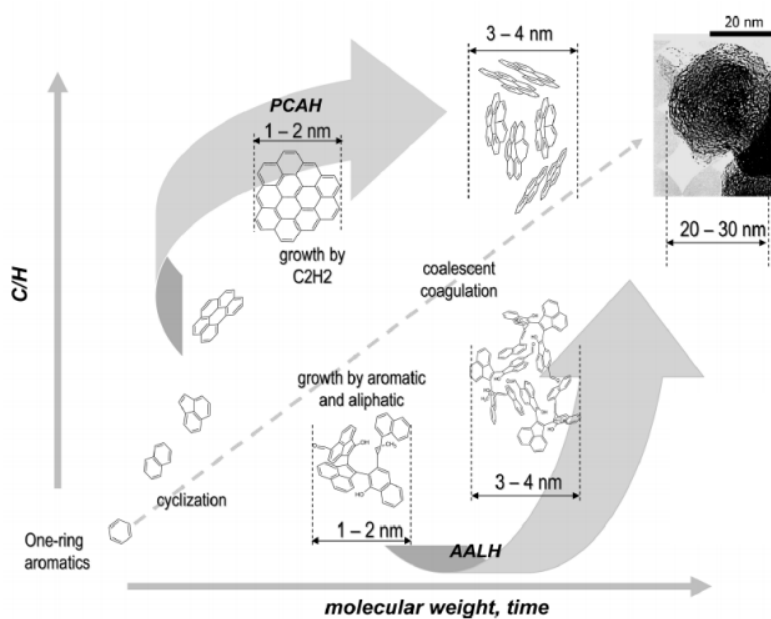 20 nm
3 – 4 nm
PCAH
1 – 2 nm
20 – 30 nm
growth by
C2H2
coalescent
coagulation
C/H
growth by aromatic
and aliphatic
cyclization
3 – 4 nm
One-ring
aromatics
1 – 2 nm
AALH
molecular weight, time